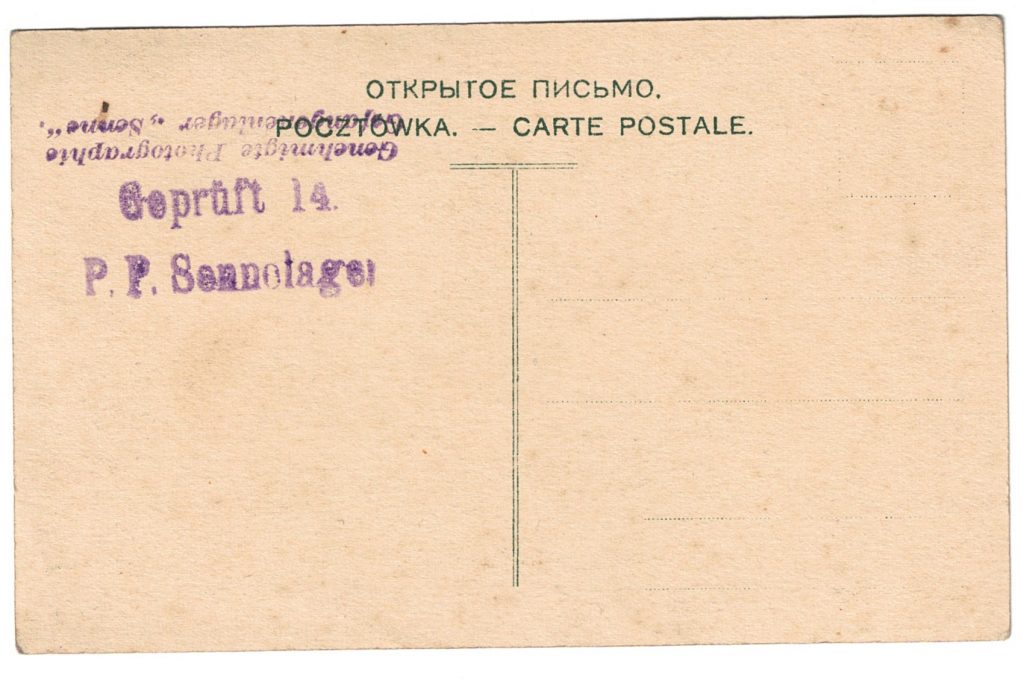 ОТКРЫТОЕ ПИСЬМО.
POCZTÓWKA. — CARTE POSTALE.
Genehmigte Photographie
Gefangenenlager „Senne“.
Geprüft 14.
P. P. Sennelager